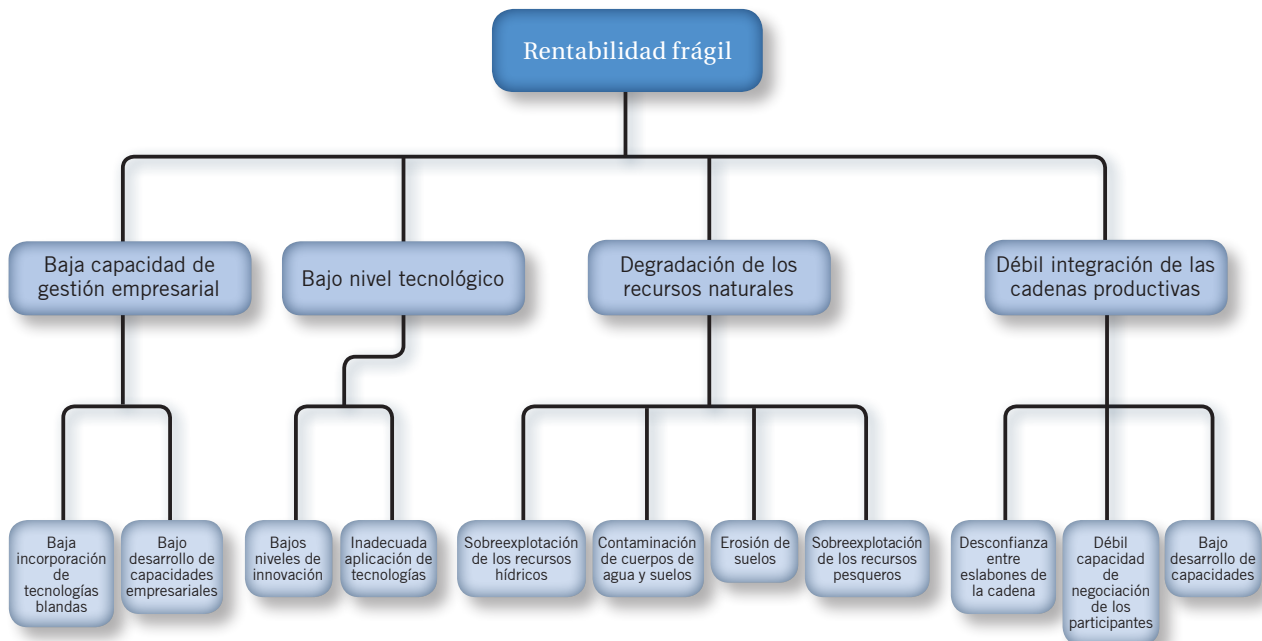 Rentabilidad frágil
Baja capacidad de
gestión empresarial
Bajo nivel tecnológico
Degradación de los
recursos naturales
Débil integración de las
cadenas productivas
Baja
incorporación
de
tecnologías
blandas
Bajo
desarrollo de
capacidades
empresariales
Bajos
niveles de
innovación
Inadecuada
aplicación de
tecnologías
Sobreexplotación
de los recursos
hídricos
Contaminación
de cuerpos de
agua y suelos
Erosión de
suelos
Sobreexplotación
de los recursos
pesqueros
Desconfianza
entre
eslabones de
la cadena
Débil
capacidad
de
negociación
de los
participantes
Bajo
desarrollo de
capacidades